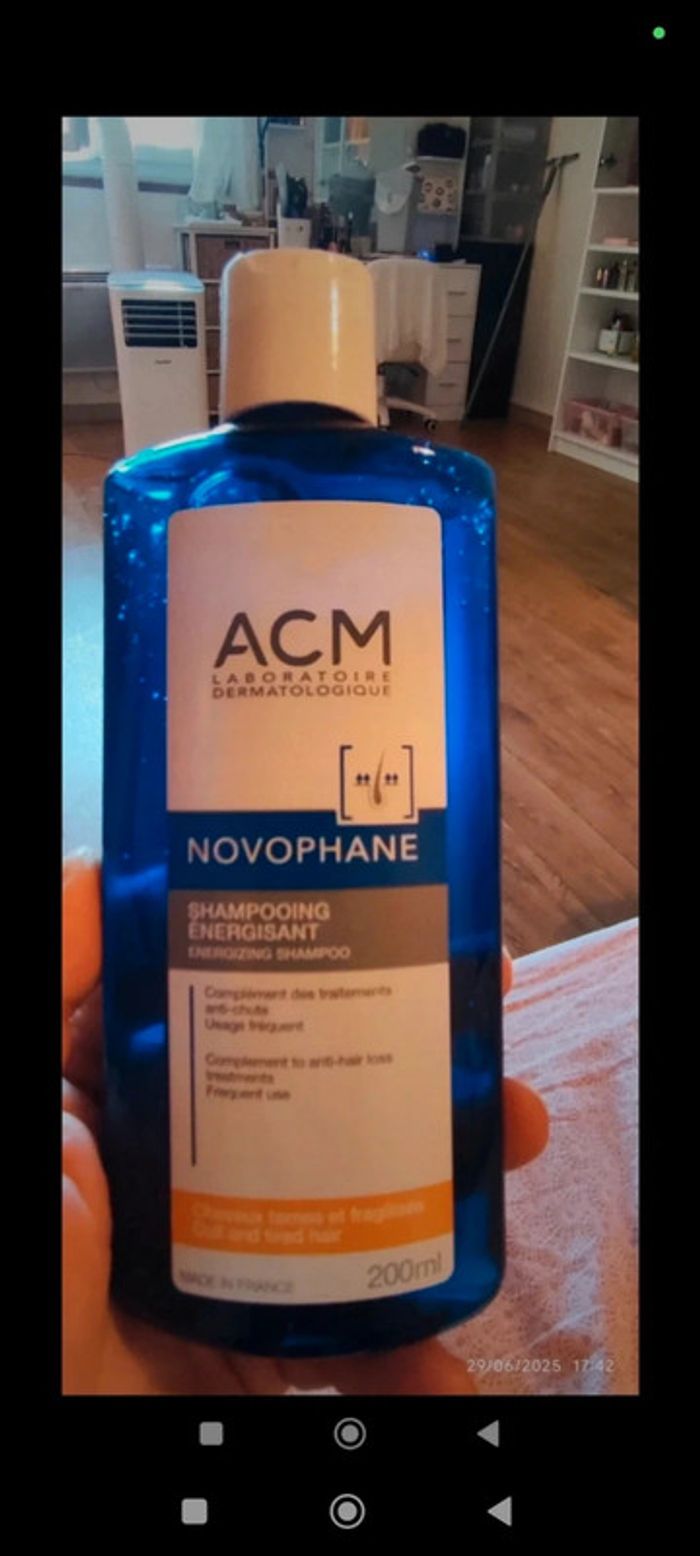 ACM
LABORATOIRE
DERMATOLOGIQUE
NOVOPHANE
SHAMPOOING
ÉNERGISANT
ENERGIZING SHAMPOO
Complément des traitements
anti-chute
Usage fréquent
Complement to anti-hair loss
treatments
Frequent use
Cheveux ternes et fragilisés
Dull and tired hair
MADE IN FRANCE
200ml
29/06/2025 17:42